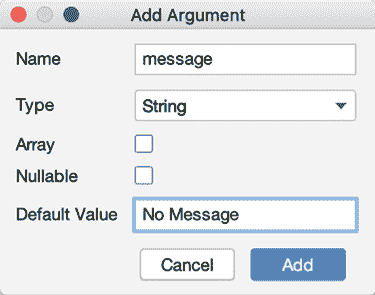 Add Argument
Name message
Type String
Array
Nullable
Default Value No Message
Cancel Add